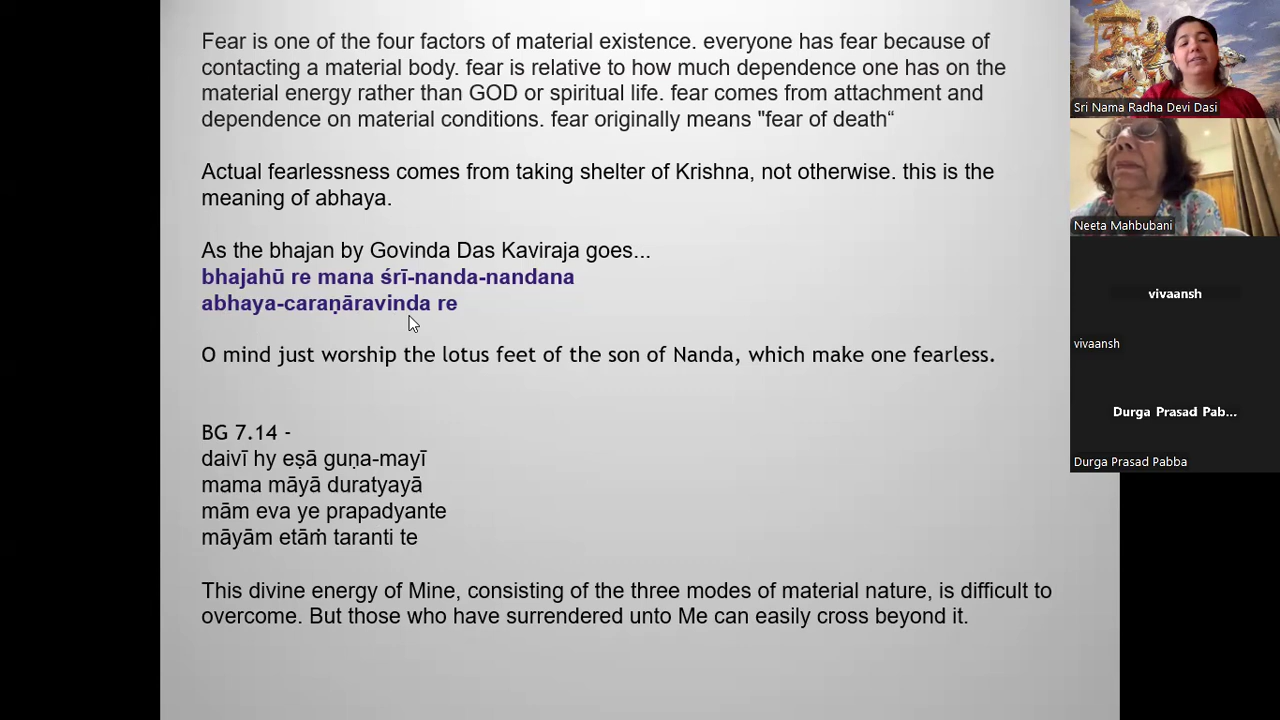 Fear is one of the four factors of material existence. everyone has fear because of
contacting a material body. fear is relative to how much dependence one has on the
material energy rather than GOD or spiritual life. fear comes from attachment and
dependence on material conditions. fear originally means "fear of death“
Actual fearlessness comes from taking shelter of Krishna, not otherwise. this is the
meaning of abhaya.
As the bhajan by Govinda Das Kaviraja goes...
bhajahū re mana śrī-nanda-nandana
abhaya-caraṇāravinda re
O mind just worship the lotus feet of the son of Nanda, which make one fearless.
BG 7.14 -
daivī hy eṣā guṇa-mayī
mama māyā duratyayā
mām eva ye prapadyante
māyām etāṁ taranti te
This divine energy of Mine, consisting of the three modes of material nature, is difficult to
overcome. But those who have surrendered unto Me can easily cross beyond it.
Sri Nama Radha Devi Dasi
Neeta Mahbubani
vivaansh
vivaansh
Durga Prasad Pab...
Durga Prasad Pabba